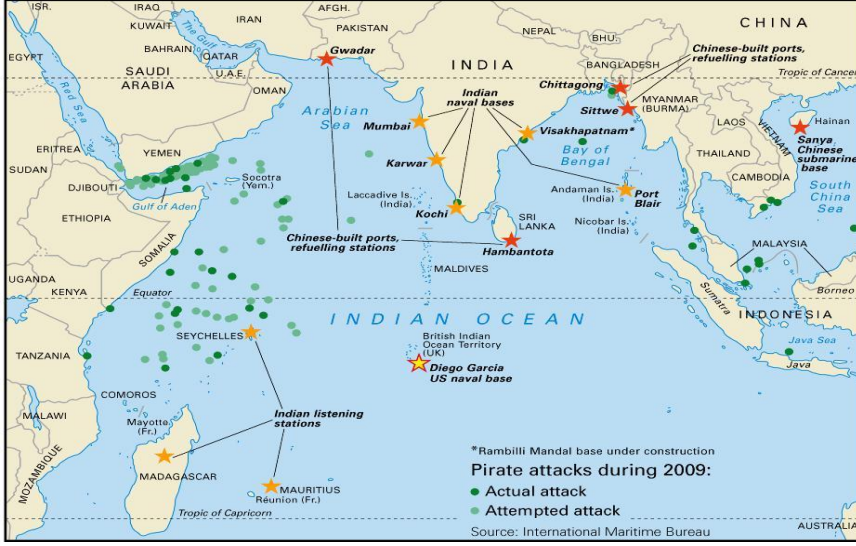 ISR.
IRAQ
KUWAIT
IRAN
AFGH.
PAKISTAN
NEPAL
BHU.
CHINA
EGYPT
The Gulf
BAHRAIN
QATAR
U.A.E.
SAUDI
ARABIA
OMAN
Red Sea
Gwadar
INDIA
BANGLADESH
Chinese-built ports,
refuelling stations
Tropic of Cancer
Chittagong
Sittwe
MYANMAR
(BURMA)
Arabian
Sea
Indian
naval bases
Mumbai
Visakhapatnam*
Bay of
Bengal
LAOS
VIETNAM
THAILAND
CAMBODIA
Hainan
Sanya
Chinese
submarine
base
South
China
Sea
ERITREA
YEMEN
SUDAN
DJIBOUTI
Gulf of Aden
Socotra
(Yem.)
Karwar
Laccadive Is.
(India)
Kochi
Andaman Is.
(India)
Port
Blair
Nicobar Is.
(India)
ETHIOPIA
SOMALIA
Chinese-built ports,
refuelling stations
SRI
LANKA
Hambantota
MALDIVES
MALAYSIA
UGANDA
KENYA
Equator
Sumatra
Borneo
INDIAN OCEAN
INDONESIA
SEYCHELLES
British Indian
Ocean Territory
(UK)
Diego Garcia
US naval base
Java Sea
Java
TANZANIA
COMOROS
Mayotte
(Fr.)
MALAWI
MOZAMBIQUE
Indian listening
stations
MADAGASCAR
MAURITIUS
Réunion (Fr.)
Tropic of Capricorn
*Rambilli Mandal base under construction
Pirate attacks during 2009:
Actual attack
Attempted attack
Source: International Maritime Bureau
AUSTRALIA